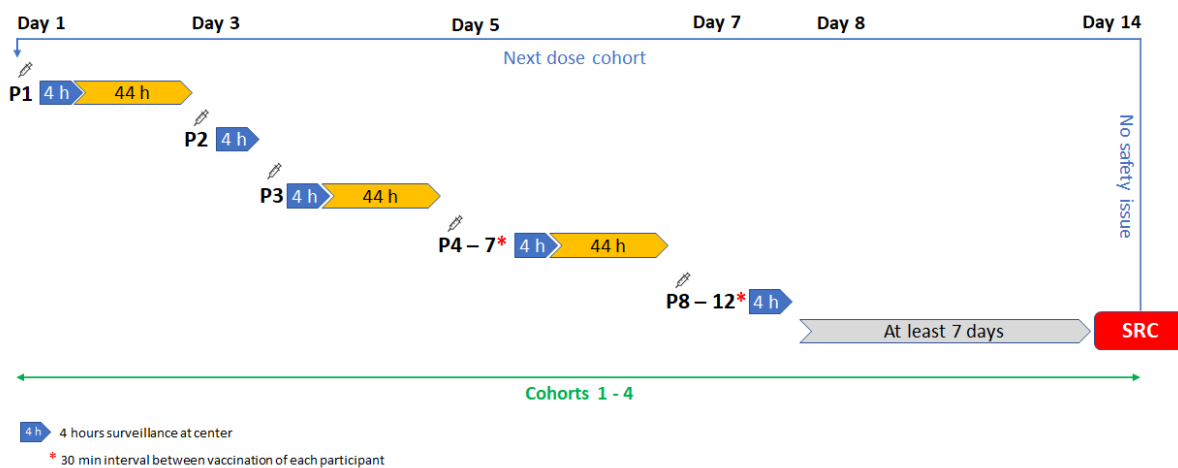 Day 1 Day 3 Day 5 Day 7 Day 8 Day 14
Next dose cohort
P1 4 h 44 h
P2 4 h
P3 4 h 44 h
No safety issue
P4 – 7* 4 h 44 h
P8 – 12* 4 h
At least 7 days SRC
Cohorts 1 - 4
4 h 4 hours surveillance at center
* 30 min interval between vaccination of each participant